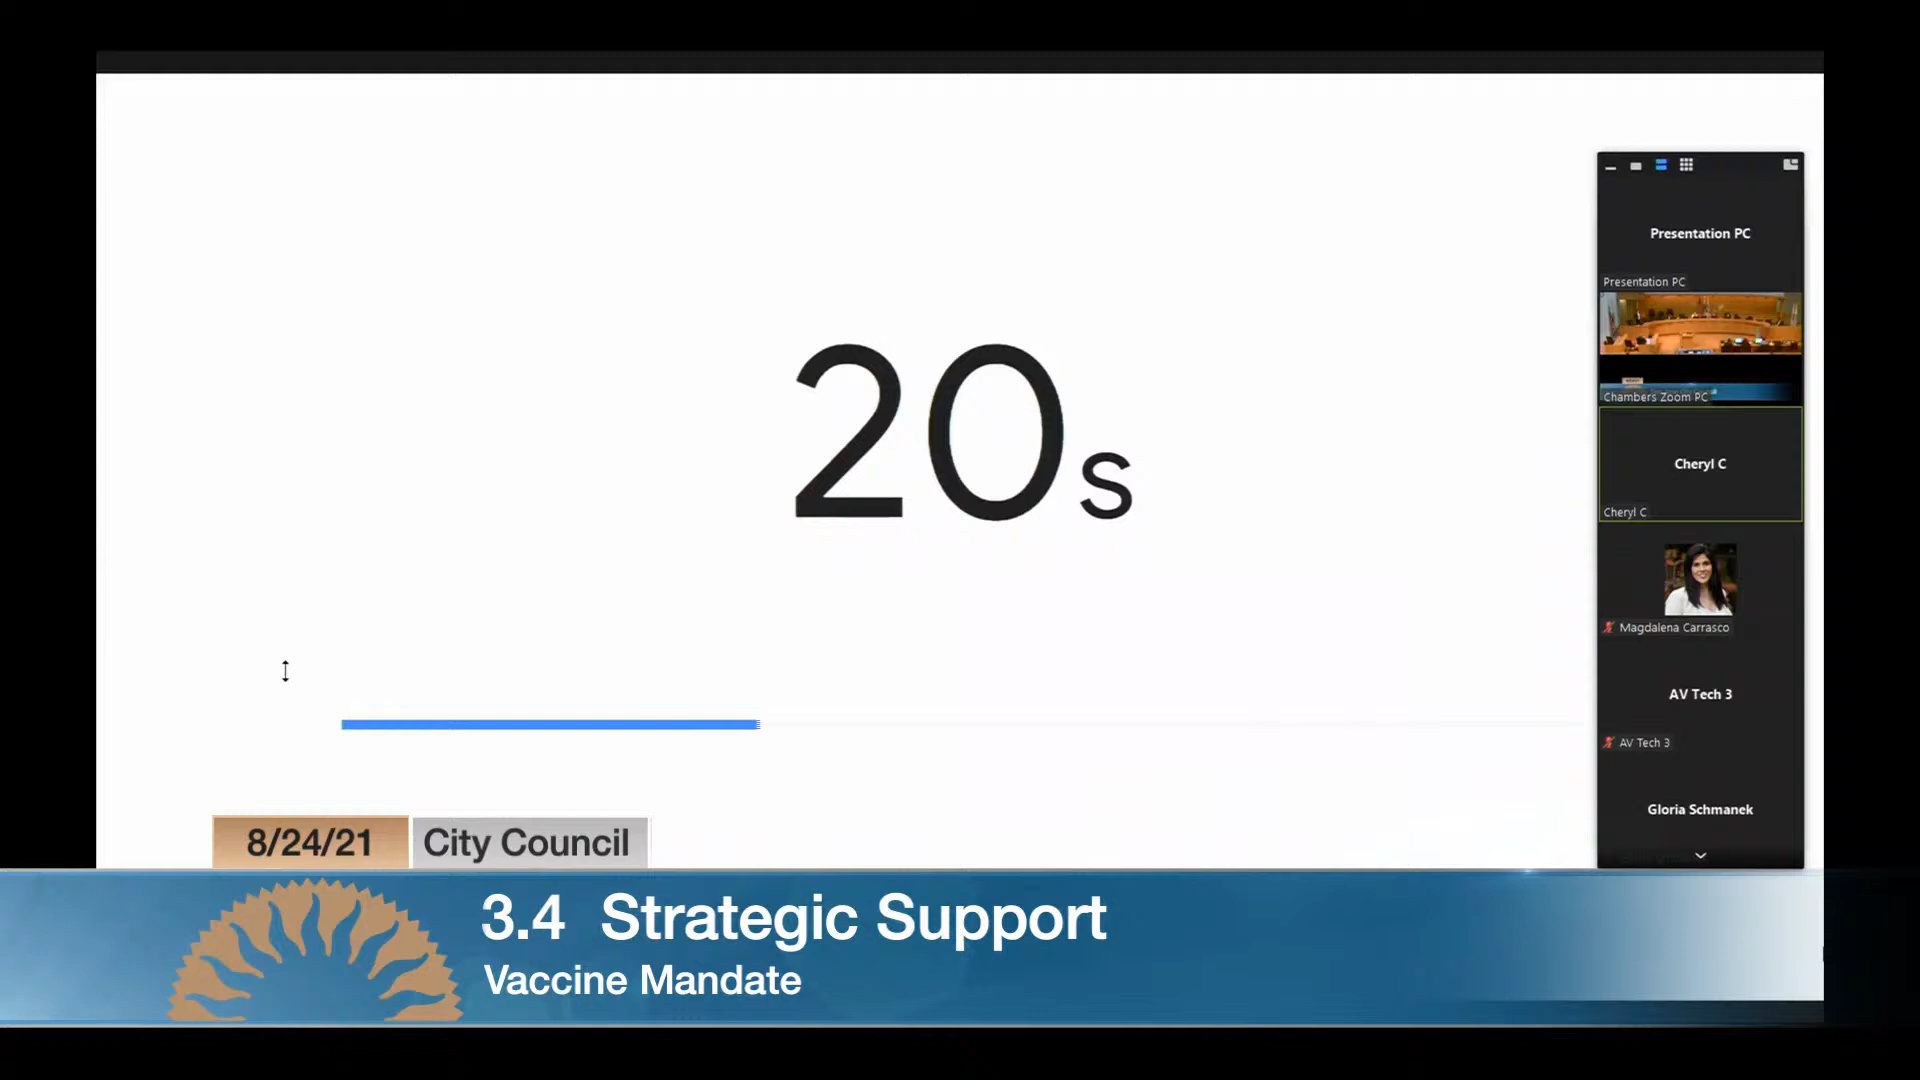 20s
Presentation PC
Presentation PC
Chambers Zoom PC
Cheryl C
Cheryl C
Magdalena Carrasco
AV Tech 3
AV Tech 3
Gloria Schmanek
8/24/21 City Council
3.4 Strategic Support
Vaccine Mandate